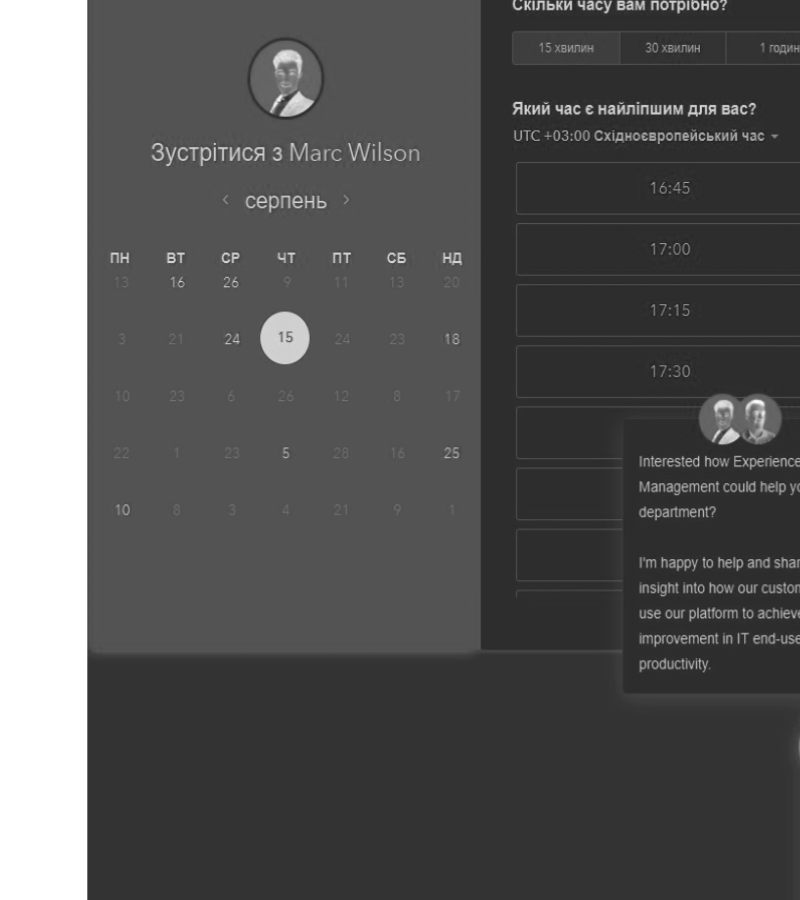 Скільки часу вам потрібно?
15 хвилин 30 хвилин 1 годин
Який час є найліпшим для вас?
UTC +03:00 Східноєвропейський час
Зустрітися з Marc Wilson
серпень
ПН ВТ СР ЧТ ПТ СБ НД
13 16 26 9 11 13 20
3 21 24 15 24 23 18
10 23 6 26 12 8 17
22 1 23 5 28 16 25
10 8 3 4 21 9 1
16:45
17:00
17:15
17:30
Interested how Experience
Management could help yo
department?
I'm happy to help and shar
insight into how our custom
use our platform to achieve
improvement in IT end-use
productivity.